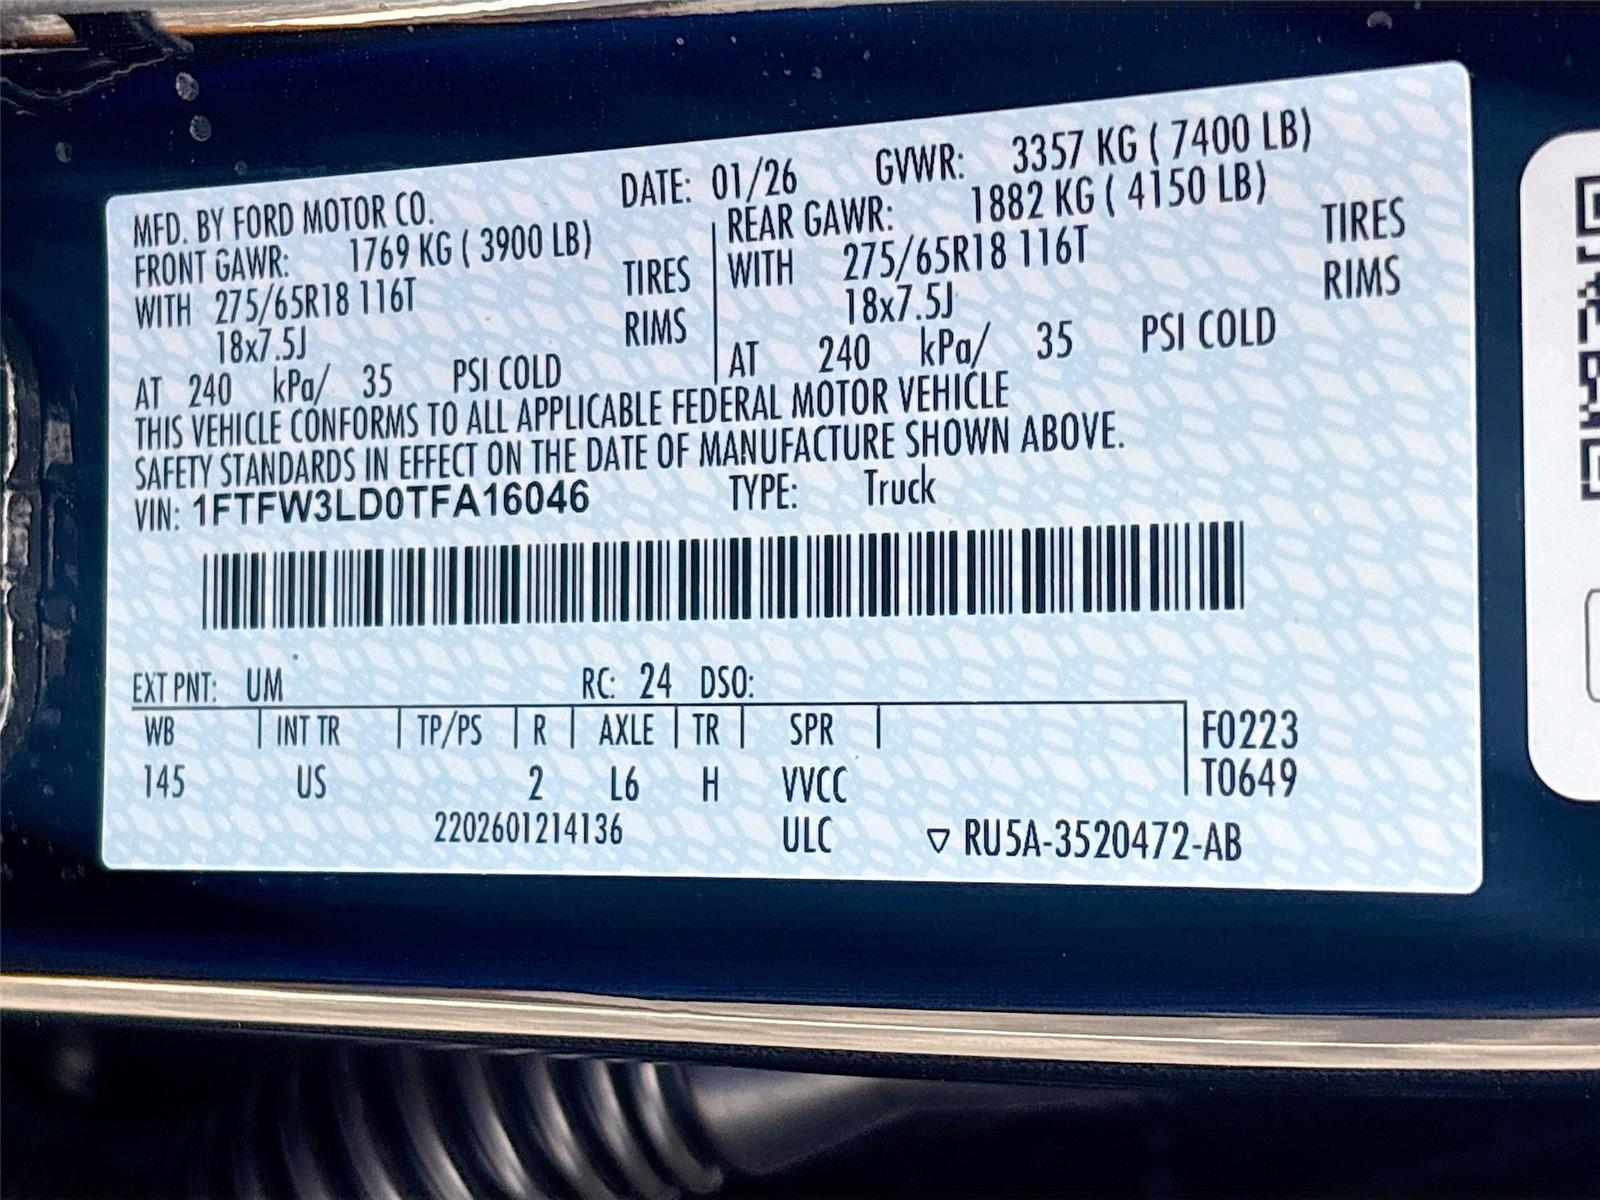 MFD. BY FORD MOTOR CO. DATE: 01/26 GVWR: 3357 KG ( 7400 LB)
FRONT GAWR: 1769 KG ( 3900 LB) REAR GAWR: 1882 KG ( 4150 LB)
WITH 275/65R18 116T TIRES WITH 275/65R18 116T TIRES
18x7.5J RIMS 18x7.5J RIMS
AT 240 kPa/ 35 PSI COLD AT 240 kPa/ 35 PSI COLD
THIS VEHICLE CONFORMS TO ALL APPLICABLE FEDERAL MOTOR VEHICLE
SAFETY STANDARDS IN EFFECT ON THE DATE OF MANUFACTURE SHOWN ABOVE.
VIN: 1FTFW3LD0TFA16046 TYPE: Truck
EXT PNT: UM RC: 24 DSO:
WB INT TR TP/PS R AXLE TR SPR F0223
145 US 2 L6 H VVCC T0649
2202601214136 ULC ▽ RU5A-3520472-AB